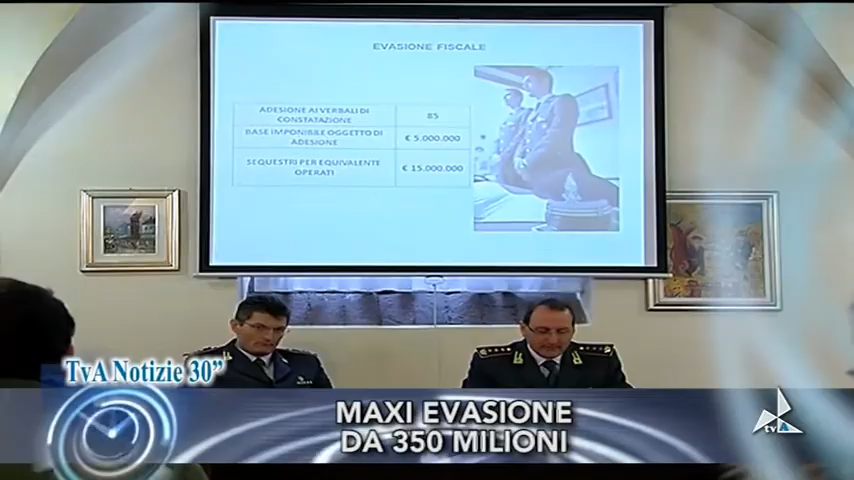 EVASIONE FISCALE
ADESIONE AI VERBALI DI
CONSTATAZIONE
85
BASE IMPONIBILE OGGETTO DI
ADESIONE
€ 5.000.000
SEQUESTRI PER EQUIVALENTE
OPERATI
€ 15.000.000
TvA Notizie 30”
MAXI EVASIONE
DA 350 MILIONI
tvA